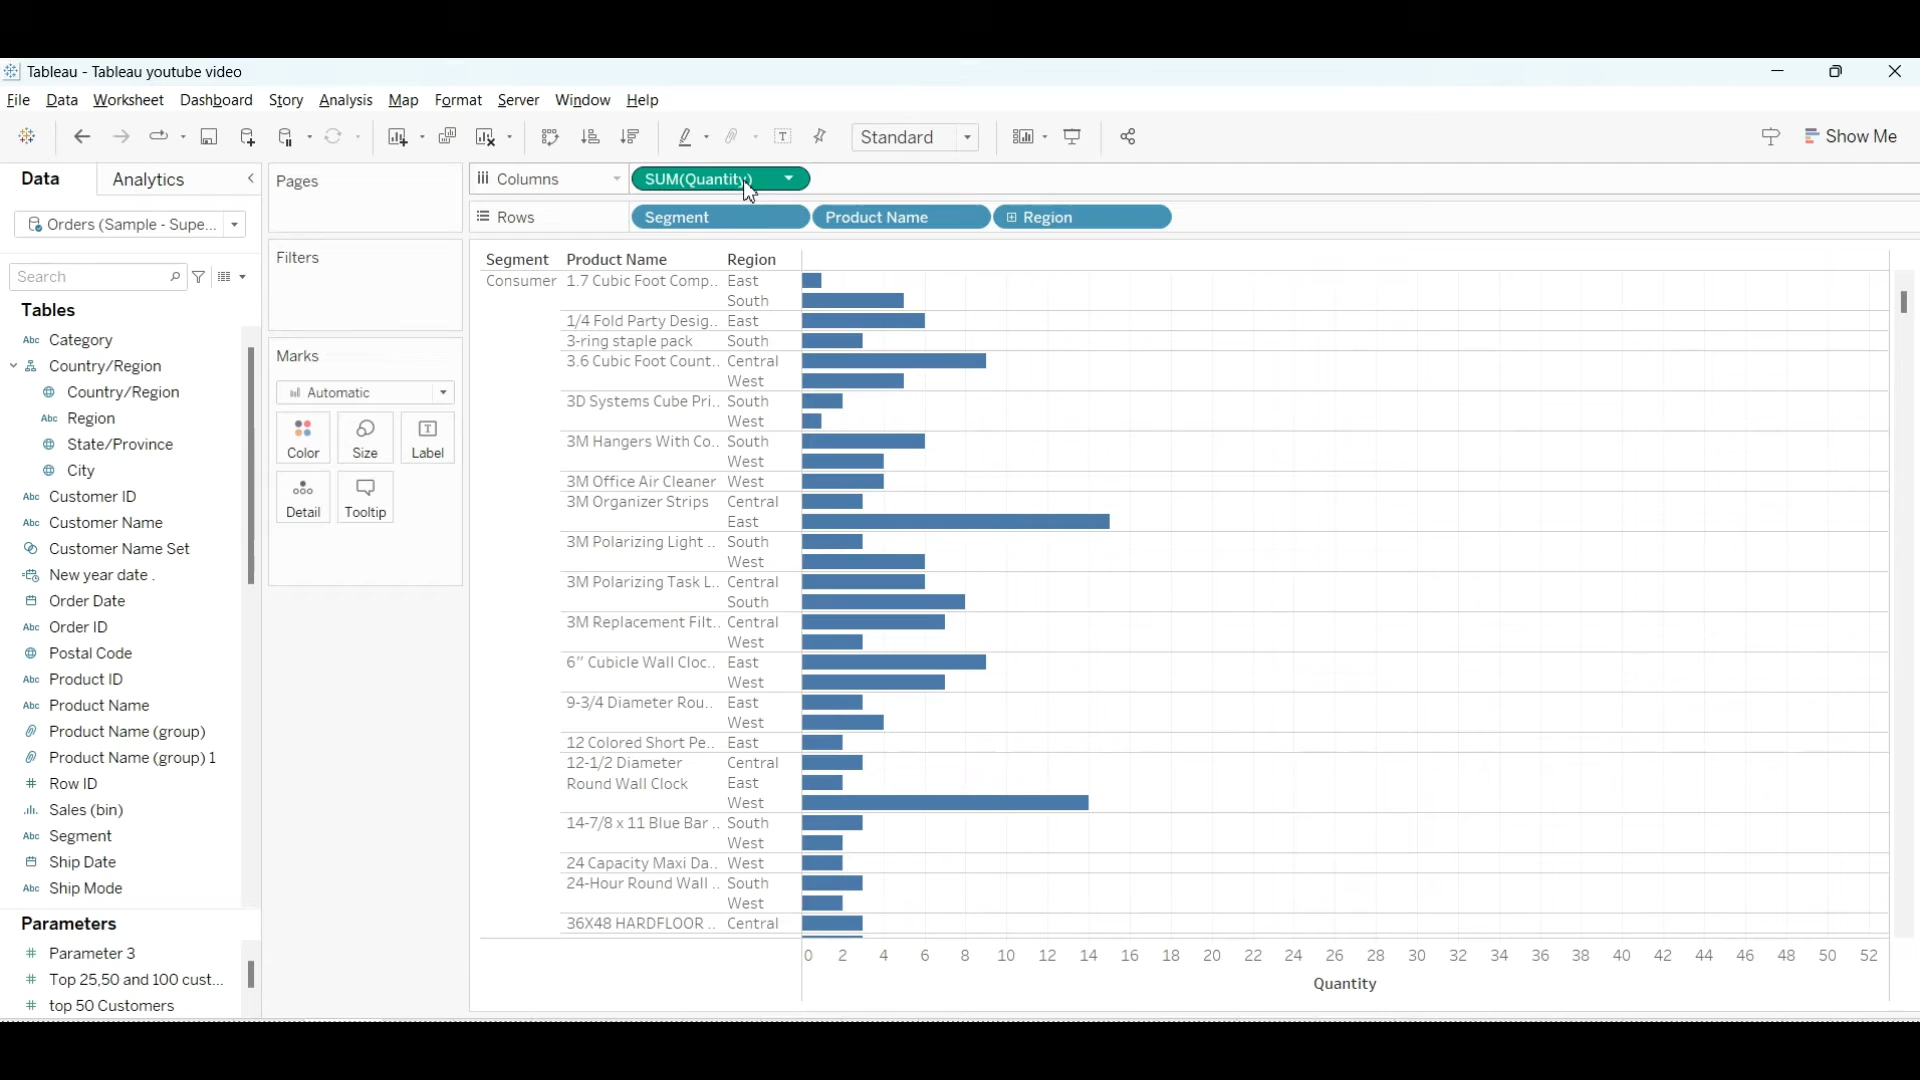 Tableau - Tableau youtube video
File Data Worksheet Dashboard Story Analysis Map Format Server Window Help
Standard Show Me
Data Analytics Pages Columns SUM(Quantity)
Rows Segment Product Name Region
Orders (Sample - Supe...
Search
Filters
Marks
Automatic
Color Size Label
Detail Tooltip
Tables
Abc Category
Country/Region
Country/Region
Abc Region
State/Province
City
Abc Customer ID
Abc Customer Name
Customer Name Set
New year date .
Order Date
Abc Order ID
Postal Code
Abc Product ID
Abc Product Name
Product Name (group)
Product Name (group) 1
# Row ID
Sales (bin)
Abc Segment
Ship Date
Abc Ship Mode
Parameters
# Parameter 3
# Top 25,50 and 100 cust...
# top 50 Customers
Segment Product Name Region
Consumer 1.7 Cubic Foot Comp.. East
South
1/4 Fold Party Desig.. East
3-ring staple pack South
3.6 Cubic Foot Count.. Central
West
3D Systems Cube Pri.. South
West
3M Hangers With Co.. South
West
3M Office Air Cleaner West
3M Organizer Strips Central
East
3M Polarizing Light .. South
West
3M Polarizing Task L.. Central
South
3M Replacement Filt.. Central
West
6" Cubicle Wall Cloc.. East
West
9-3/4 Diameter Rou.. East
West
12 Colored Short Pe.. East
12-1/2 Diameter Central
Round Wall Clock East
West
14-7/8 x 11 Blue Bar .. South
West
24 Capacity Maxi Da.. West
24-Hour Round Wall .. South
West
36X48 HARDFLOOR .. Central
0 2 4 6 8 10 12 14 16 18 20 22 24 26 28 30 32 34 36 38 40 42 44 46 48 50 52
Quantity